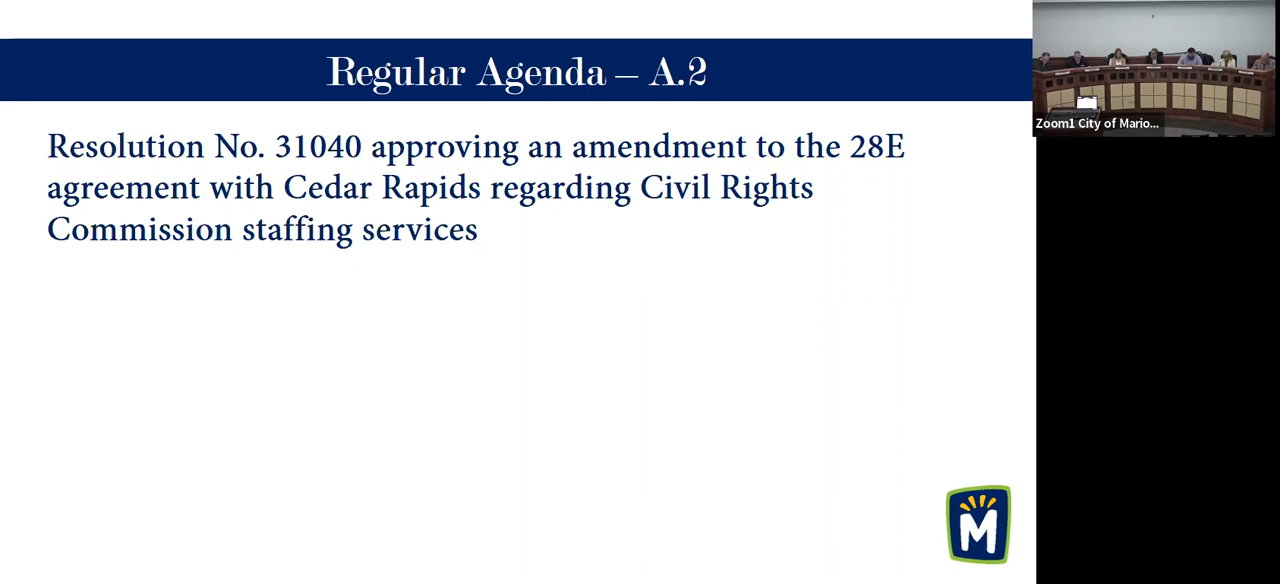 Regular Agenda – A.2
Resolution No. 31040 approving an amendment to the 28E
agreement with Cedar Rapids regarding Civil Rights
Commission staffing services
Zoom1 City of Mario...
M